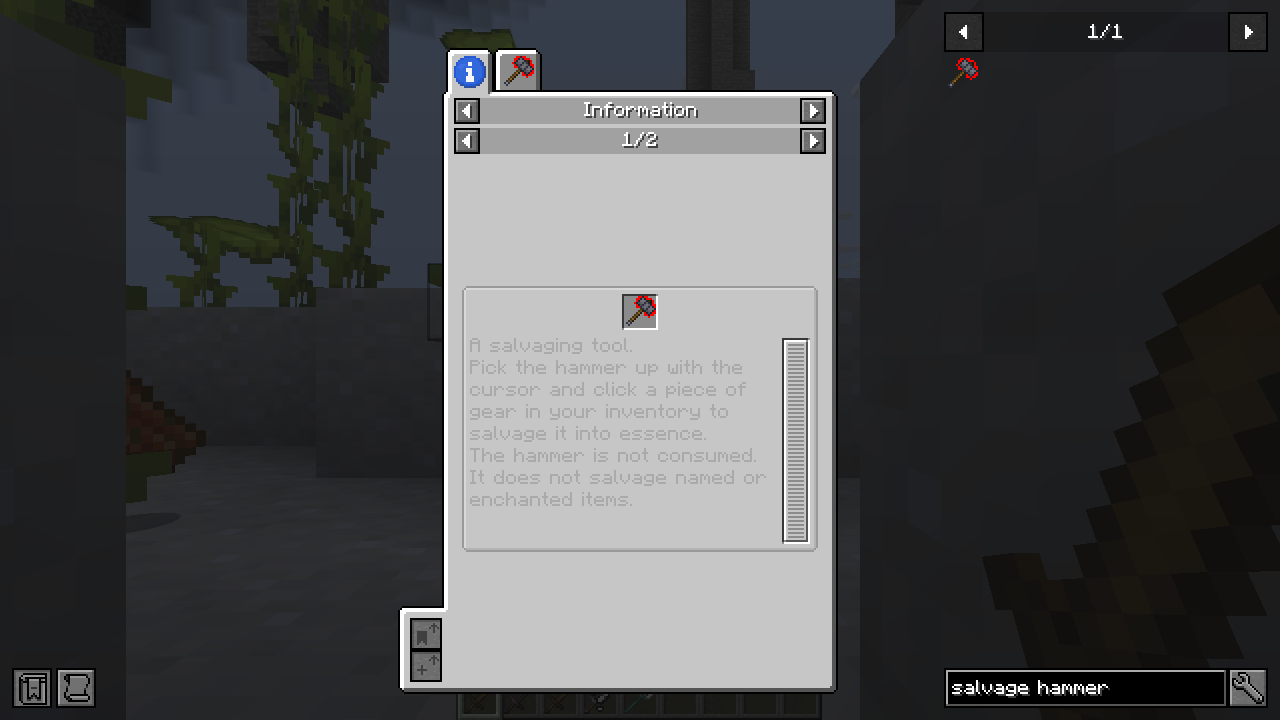 1/1
Information
1/2
A salvaging tool.
Pick the hammer up with the
cursor and click a piece of
gear in your inventory to
salvage it into essence.
The hammer is not consumed.
It does not salvage named or
enchanted items.
salvage hammer